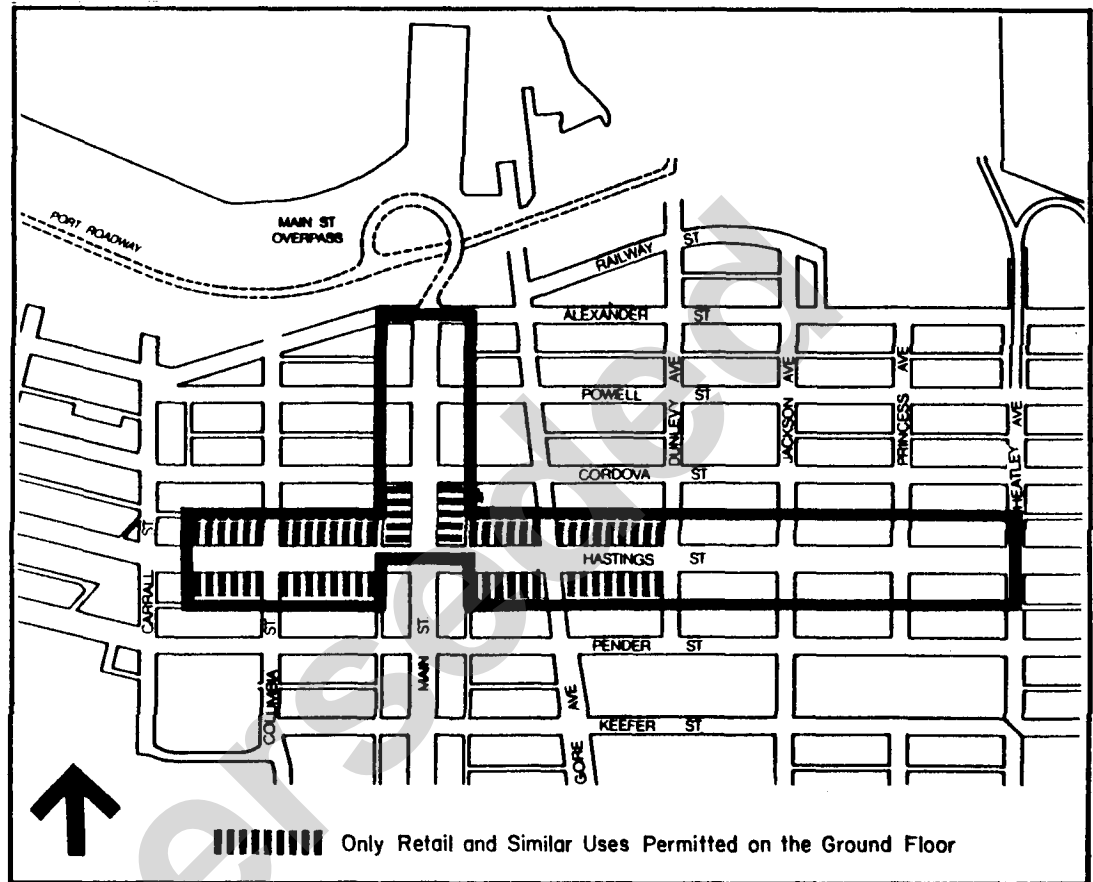 PORT ROADWAY
MAIN ST
OVERPASS
RAILWAY ST
ALEXANDER ST
POWELL ST
DUNLEVY AVE
JACKSON AVE
PRINCESS AVE
HEATLEY AVE
CORDOVA ST
HASTINGS ST
CARRALL ST
COLUMBIA ST
MAIN ST
PENDER ST
GORE AVE
KEEFER ST
Only Retail and Similar Uses Permitted on the Ground Floor
erseded